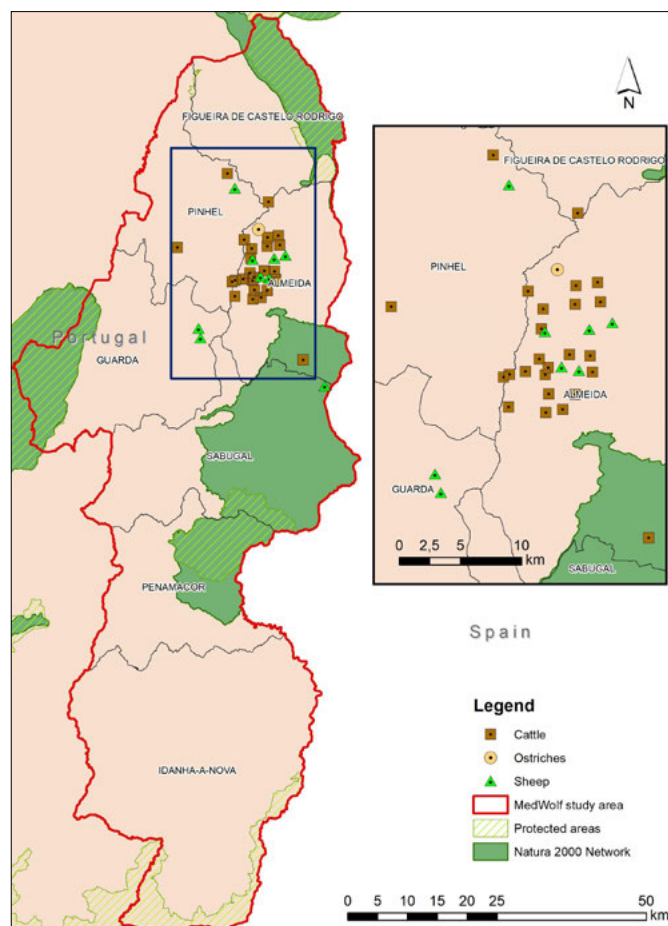 FIGUEIRA DE CASTELO RODRIGO
N
FIGUEIRA DE CASTELO RODRIGO
PINHEL
PINHEL
ALMEIDA
Portugal
GUARDA
ALMEIDA
SABUGAL
GUARDA
0 2,5 5 10
km
SABUGAL
PENAMACOR
Spain
Legend
Cattle
Ostriches
Sheep
IDANHA-A-NOVA
MedWolf study area
Protected areas
Natura 2000 Network
0 5 10 15 20 25 50
km